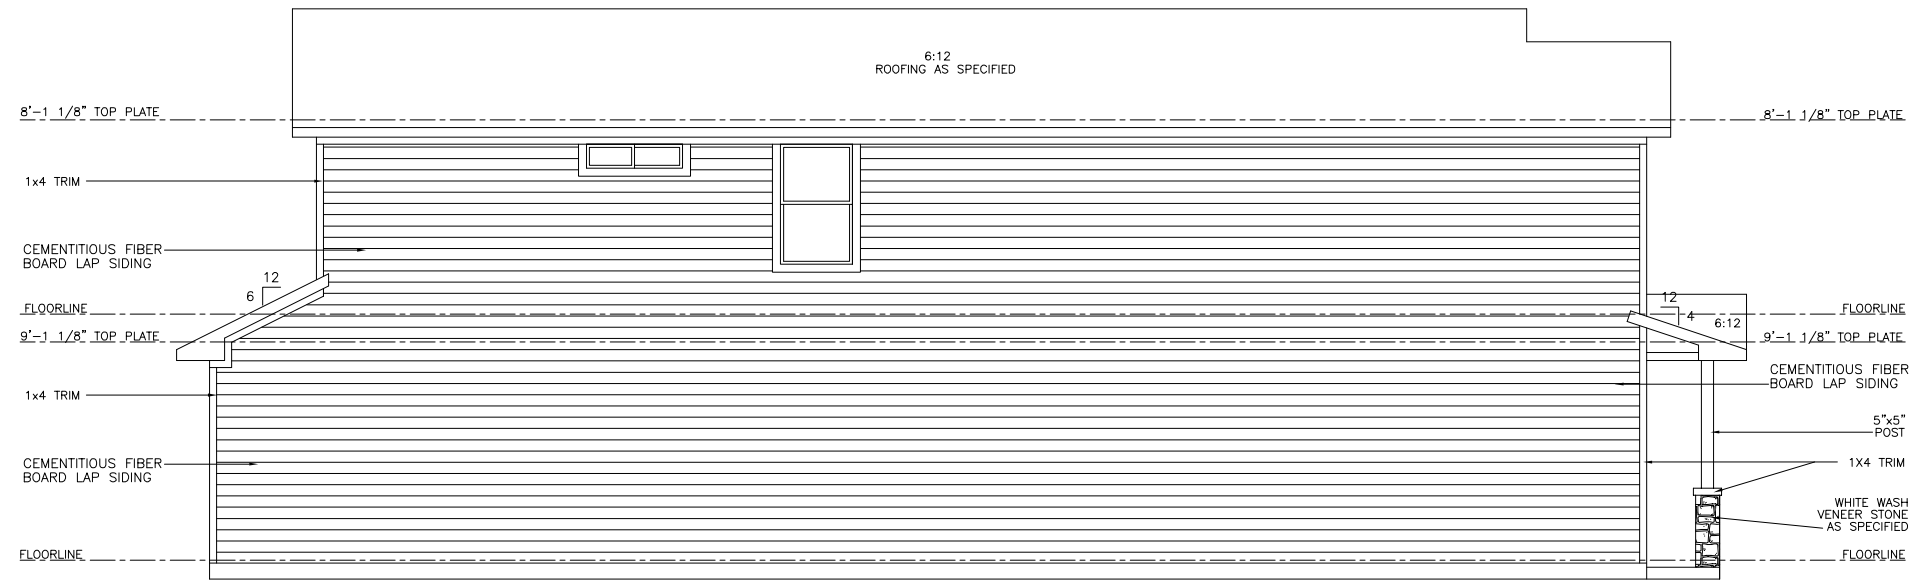 6:12
ROOFING AS SPECIFIED
8'-1 1/8" TOP PLATE
8'-1 1/8" TOP PLATE
1x4 TRIM
CEMENTITIOUS FIBER
BOARD LAP SIDING
12
6
FLOORLINE
12
4
6:12
FLOORLINE
9'-1 1/8" TOP PLATE
9'-1 1/8" TOP PLATE
CEMENTITIOUS FIBER
BOARD LAP SIDING
1x4 TRIM
5"x5"
POST
CEMENTITIOUS FIBER
BOARD LAP SIDING
1X4 TRIM
WHITE WASH
VENEER STONE
AS SPECIFIED
FLOORLINE
FLOORLINE